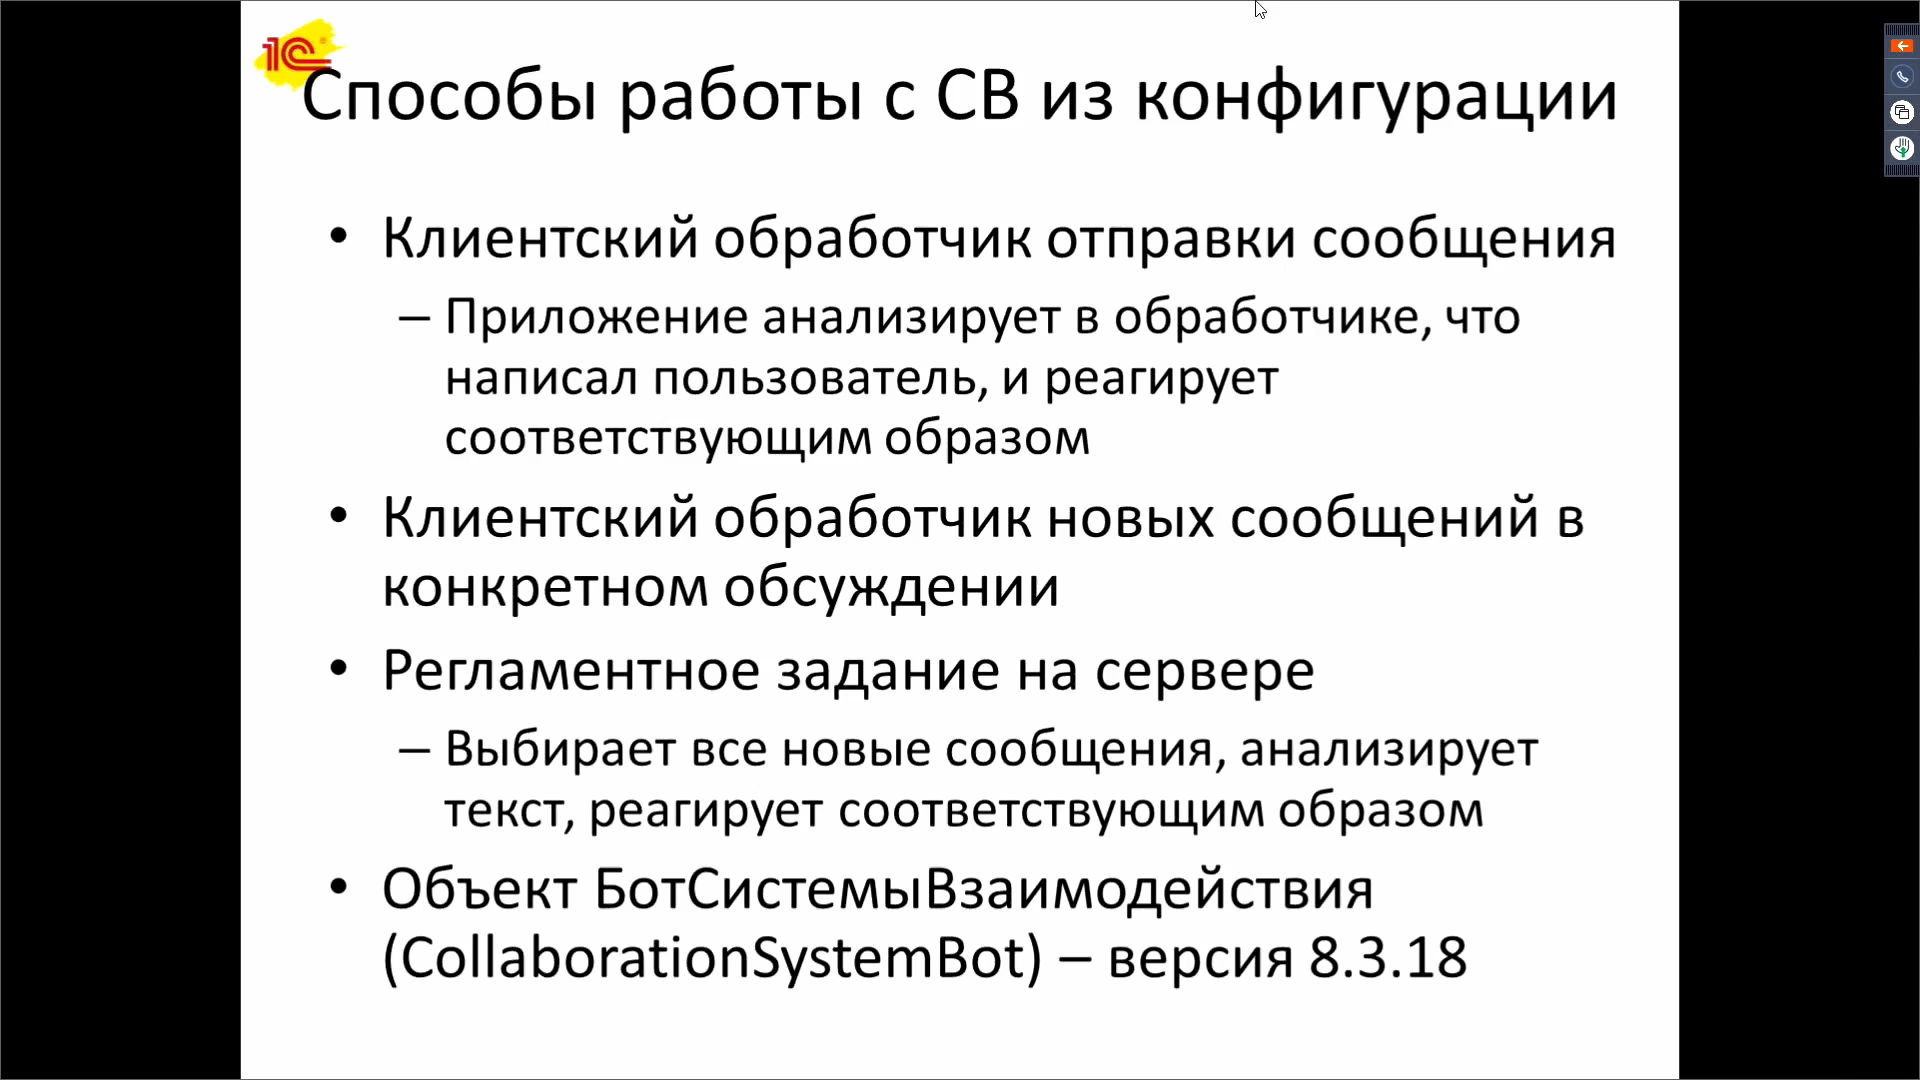 1С
Способы работы с СВ из конфигурации
• Клиентский обработчик отправки сообщения
– Приложение анализирует в обработчике, что
написал пользователь, и реагирует
соответствующим образом
• Клиентский обработчик новых сообщений в
конкретном обсуждении
• Регламентное задание на сервере
– Выбирает все новые сообщения, анализирует
текст, реагирует соответствующим образом
• Объект БотСистемыВзаимодействия
(CollaborationSystemBot) – версия 8.3.18